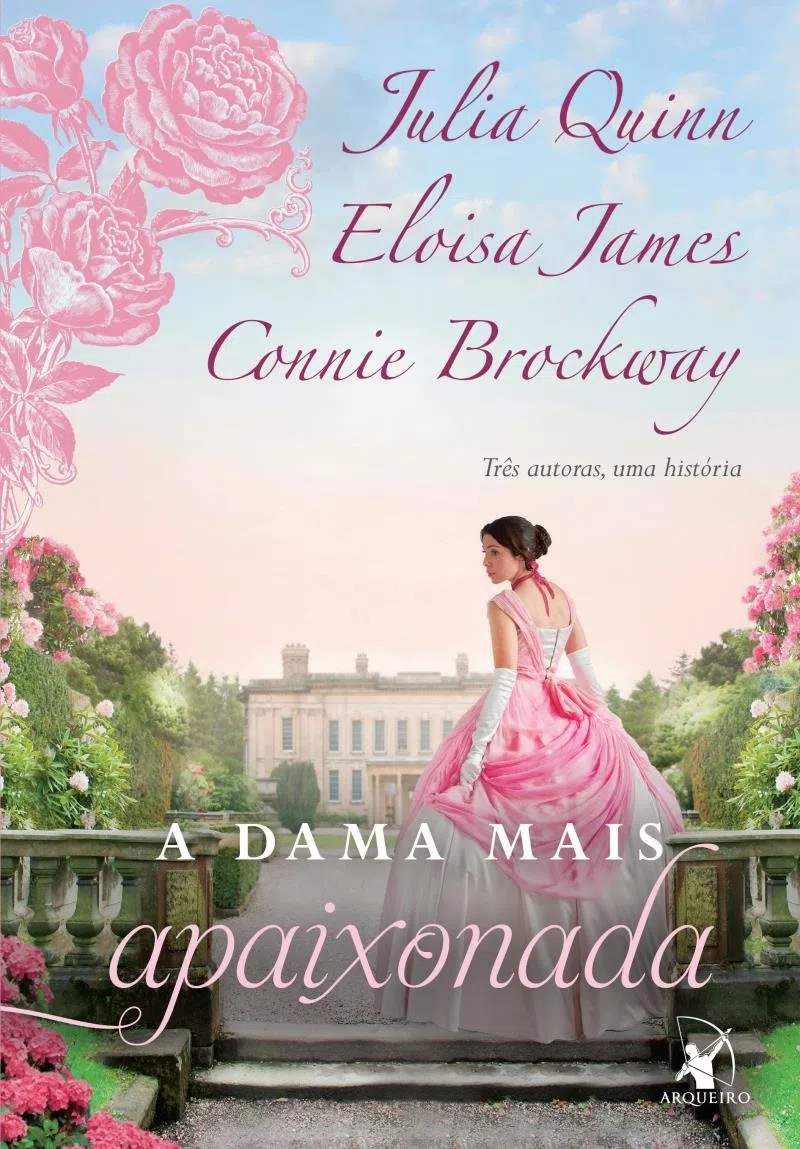 Julia Quinn
Eloisa James
Connie Brockway
Três autoras, uma história
A DAMA MAIS
apaixonada
ARQUEIRO